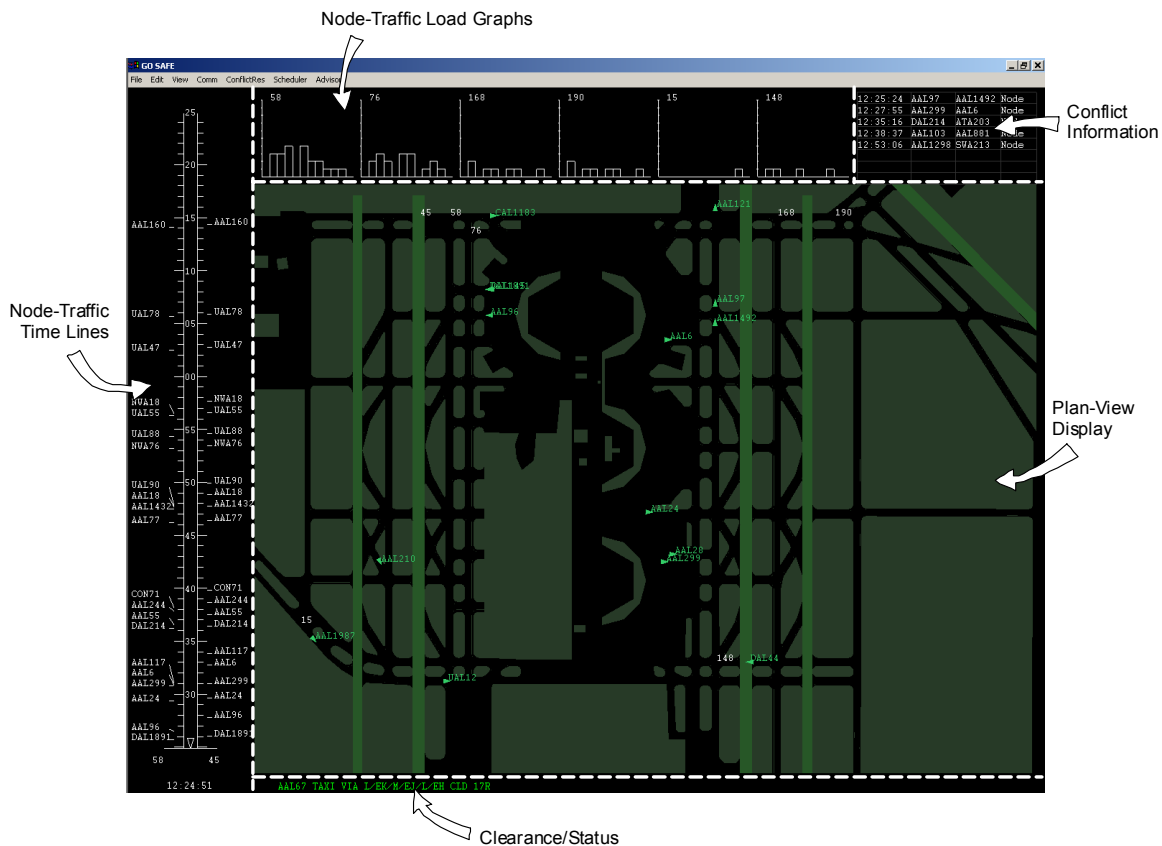 Node-Traffic Load Graphs
GO SAFE
File Edit View Comm ConflictRes Scheduler Advisor
58 76 168 190 15 148
12:25:24 AAL97 AAL1492 Node
12:27:55 AAL299 AAL6 Node
12:35:16 DAL214 ATA203
12:38:37 AAL103 AAL881 Node
12:53:06 AAL1298 SWA213 Node
Conflict
Information
Node-Traffic
Time Lines
25
20
AAL160 15 AAL160
10
UAL78 05 UAL78
UAL47 UAL47
00
NWA18 NWA18
UAL55 UAL55
UAL88 55 UAL88
NWA76 NWA76
UAL90 50 UAL90
AAL18 AAL18
AAL1432 AAL1432
AAL77 AAL77
45
CON71 40 CON71
AAL244 AAL244
AAL55 AAL55
DAL214 DAL214
35
AAL117 AAL117
AAL6 AAL6
AAL299 AAL299
AAL24 30 AAL24
AAL96 AAL96
DAL1891 DAL1891
58 45
12:24:51
45 58 CAL1183 AAL121 168 190
76
AAL97
AAL96 AAL1492
AAL6
AAL24
AAL28
AAL210 AAL299
15
AAL1987
148 DAL44
UAL12
Plan-View
Display
AAL67 TAXI VIA L/EK/M/EJ/L/EH CLD 17R
Clearance/Status